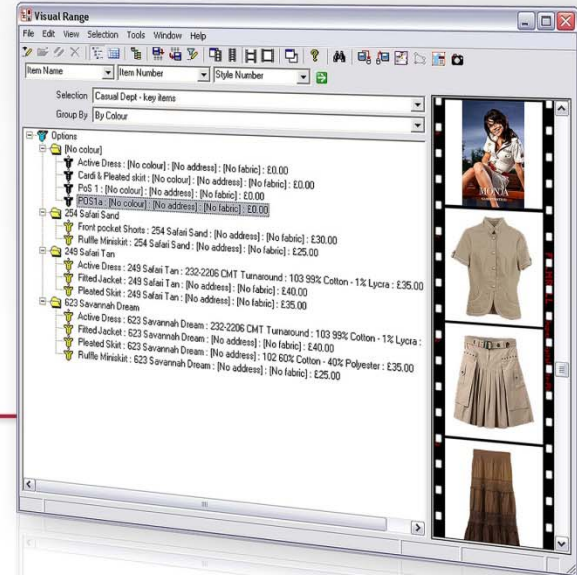 Visual Range
File Edit View Selection Tools Window Help
Item Name Item Number Style Number
Selection Casual Dept - key items
Group By By Colour
Options
[No colour]
Active Dress : [No colour] : [No address] : [No fabric] : £0.00
Cardi & Pleated skirt : [No colour] : [No address] : [No fabric] : £0.00
PoS 1 : [No colour] : [No address] : [No fabric] : £0.00
POS1a : [No colour] : [No address] : [No fabric] : £0.00
254 Safari Sand
Front pocket Shorts : 254 Safari Sand : [No address] : [No fabric] : £30.00
Ruffle Miniskirt : 254 Safari Sand : [No address] : [No fabric] : £25.00
249 Safari Tan
Active Dress : 249 Safari Tan : 232-2206 CMT Turnaround : 103 99% Cotton - 1% Lycra : £35.00
Fitted Jacket : 249 Safari Tan : [No address] : [No fabric] : £40.00
Pleated Skirt : 249 Safari Tan : [No address] : [No fabric] : £35.00
623 Savannah Dream
Active Dress : 623 Savannah Dream : 232-2206 CMT Turnaround : 103 99% Cotton - 1% Lycra :
Fitted Jacket : 623 Savannah Dream : [No address] : [No fabric] : £40.00
Pleated Skirt : 623 Savannah Dream : [No address] : 102 60% Cotton - 40% Polyester : £35.00
Ruffle Miniskirt : 623 Savannah Dream : [No address] : [No fabric] : £25.00